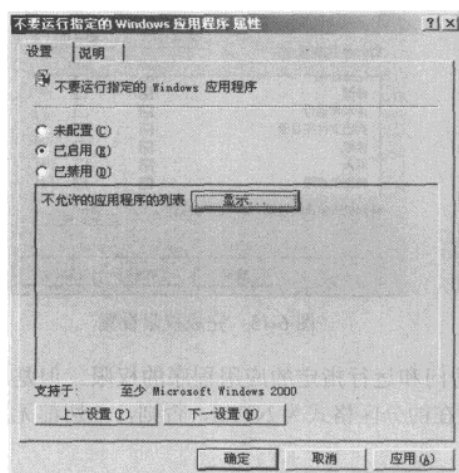 不要运行指定的 Windows 应用程序 属性
设置 说明
不要运行指定的 Windows 应用程序
未配置(C)
已启用(E)
已禁用(D)
不允许的应用程序的列表 显示...
支持于: 至少 Microsoft Windows 2000
上一设置(P) 下一设置(N)
确定 取消 应用(A)